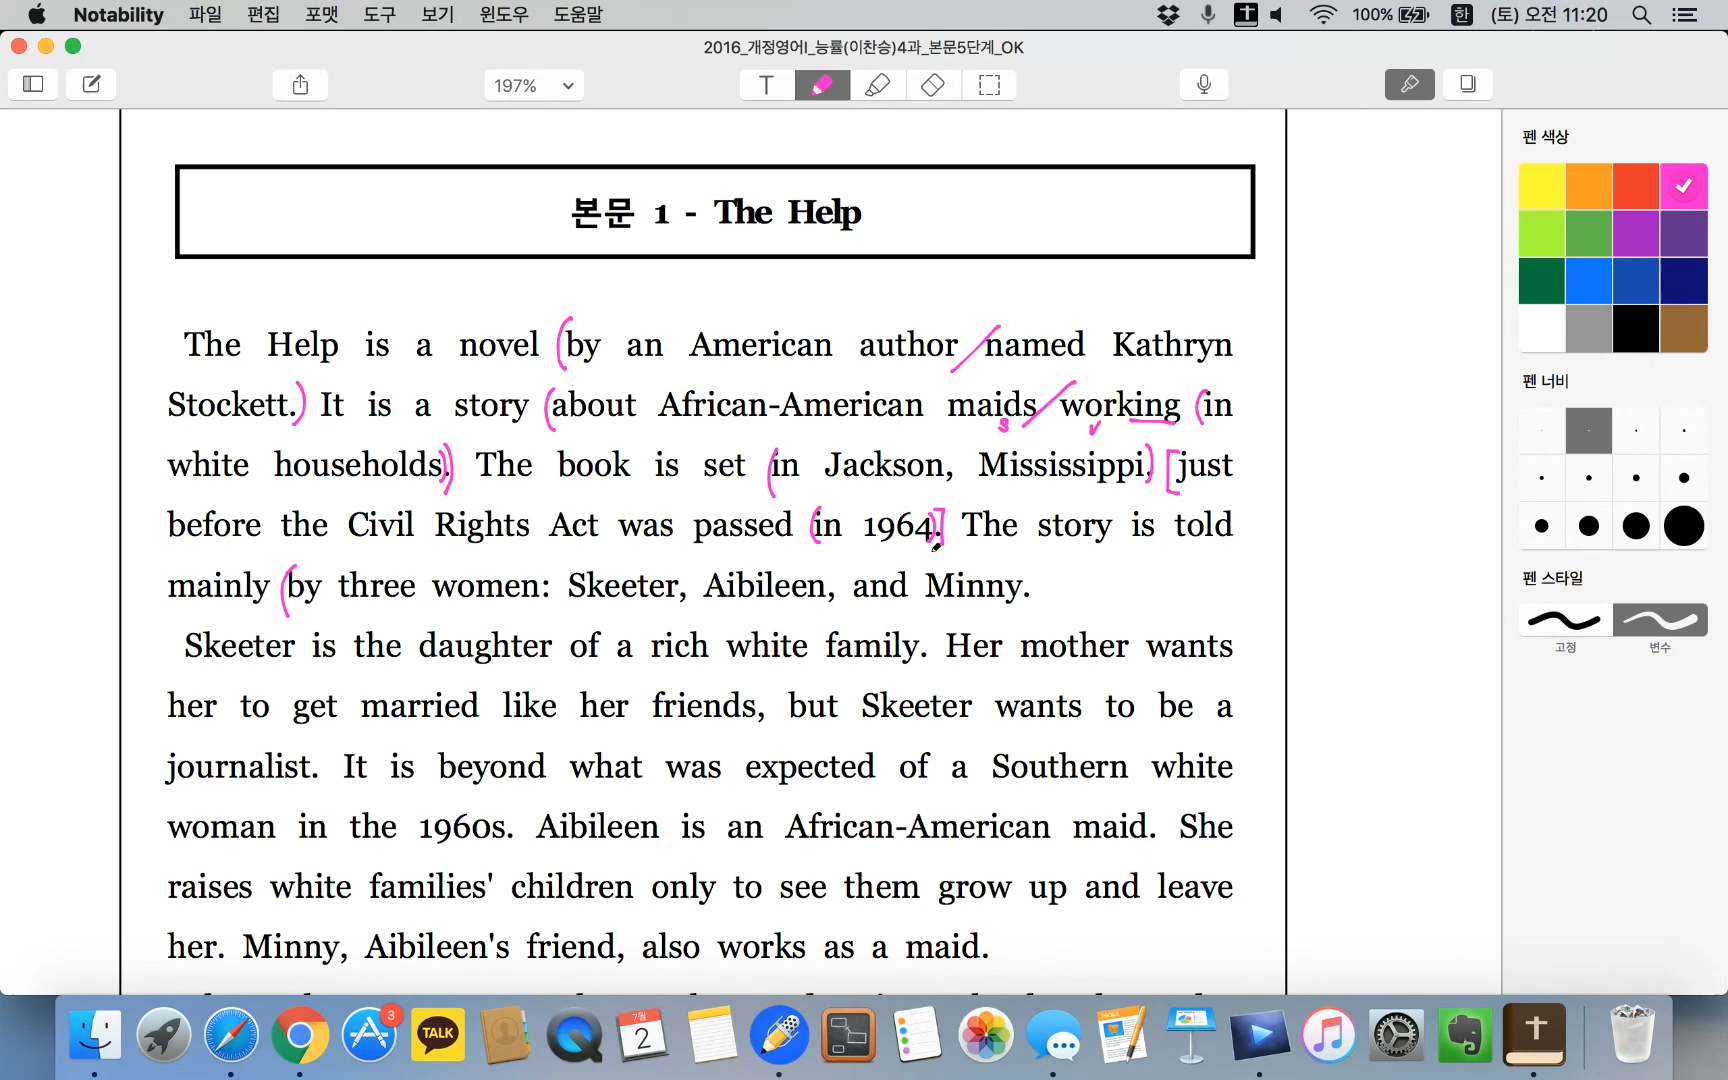 Notability 파일 편집 포맷 도구 보기 윈도우 도움말 100% 한 (토) 오전 11:20
2016_개정영어I_능률(이찬승)4과_본문5단계_OK
197% T
본문 1 - The Help
The Help is a novel (by an American author / named Kathryn
Stockett.) It is a story (about African-American maids / working (in
white households.)) The book is set (in Jackson, Mississippi,) [just
before the Civil Rights Act was passed (in 1964).] The story is told
mainly (by three women: Skeeter, Aibileen, and Minny.
Skeeter is the daughter of a rich white family. Her mother wants
her to get married like her friends, but Skeeter wants to be a
journalist. It is beyond what was expected of a Southern white
woman in the 1960s. Aibileen is an African-American maid. She
raises white families' children only to see them grow up and leave
her. Minny, Aibileen's friend, also works as a maid.
s v
펜 색상
펜 너비
펜 스타일
고정 변수
3
TALK
7월
2
PAGES